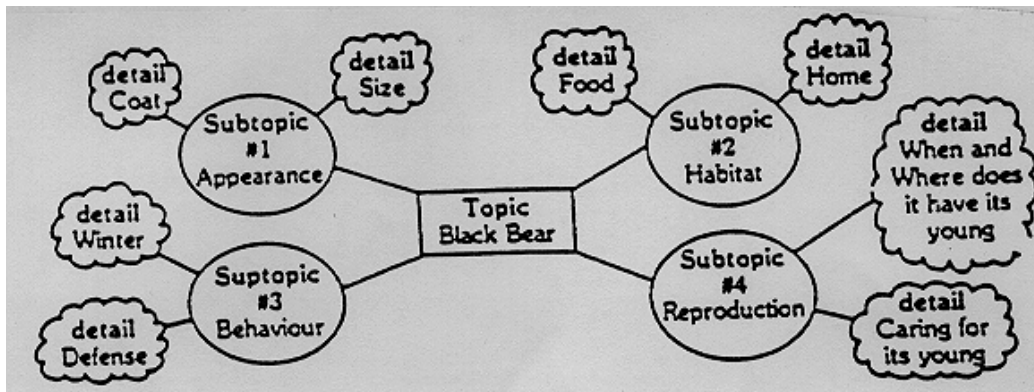 detail
Coat
detail
Size
Subtopic
#1
Appearance
detail
Food
detail
Home
Subtopic
#2
Habitat
detail
When and
Where does
it have its
young
Topic
Black Bear
detail
Winter
Suptopic
#3
Behaviour
detail
Defense
Subtopic
#4
Reproduction
detail
Caring for
its young